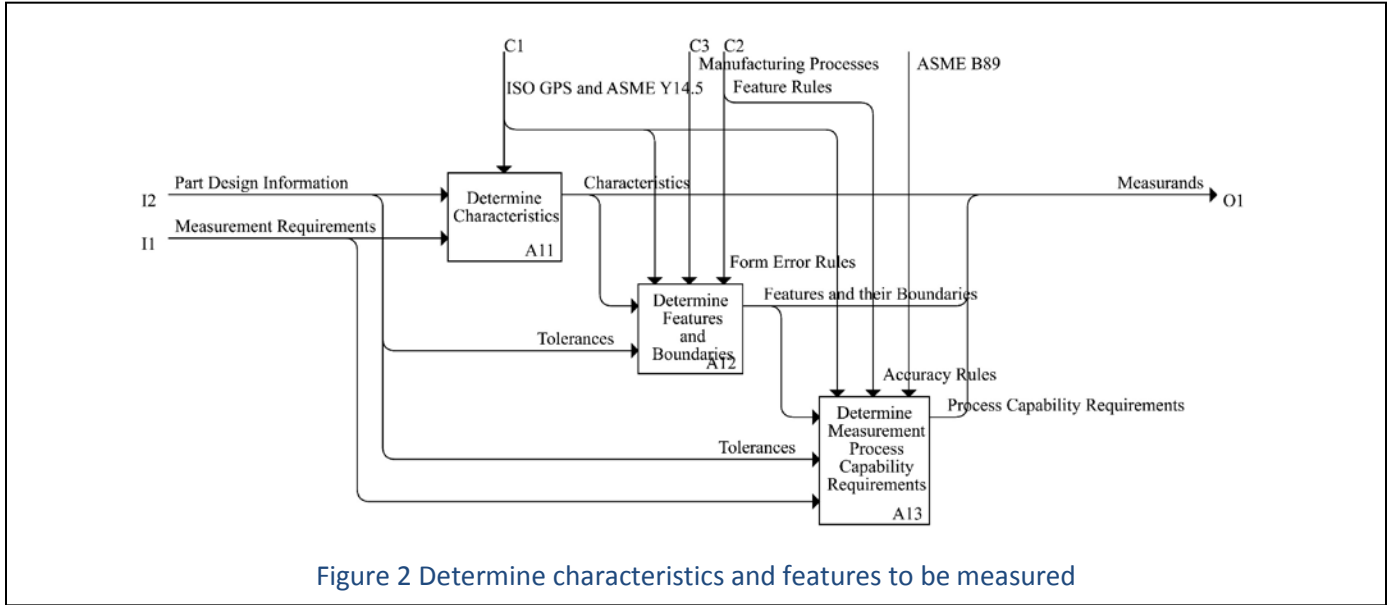 C1
C3
C2
Manufacturing Processes
ASME B89
ISO GPS and ASME Y14.5
Feature Rules
Part Design Information
Characteristics
Measurands
I2
O1
Determine
Characteristics
A11
Measurement Requirements
I1
Form Error Rules
Determine
Features
and
Boundaries
A12
Features and their Boundaries
Tolerances
Accuracy Rules
Process Capability Requirements
Determine
Measurement
Process
Capability
Requirements
A13
Tolerances
Figure 2 Determine characteristics and features to be measured